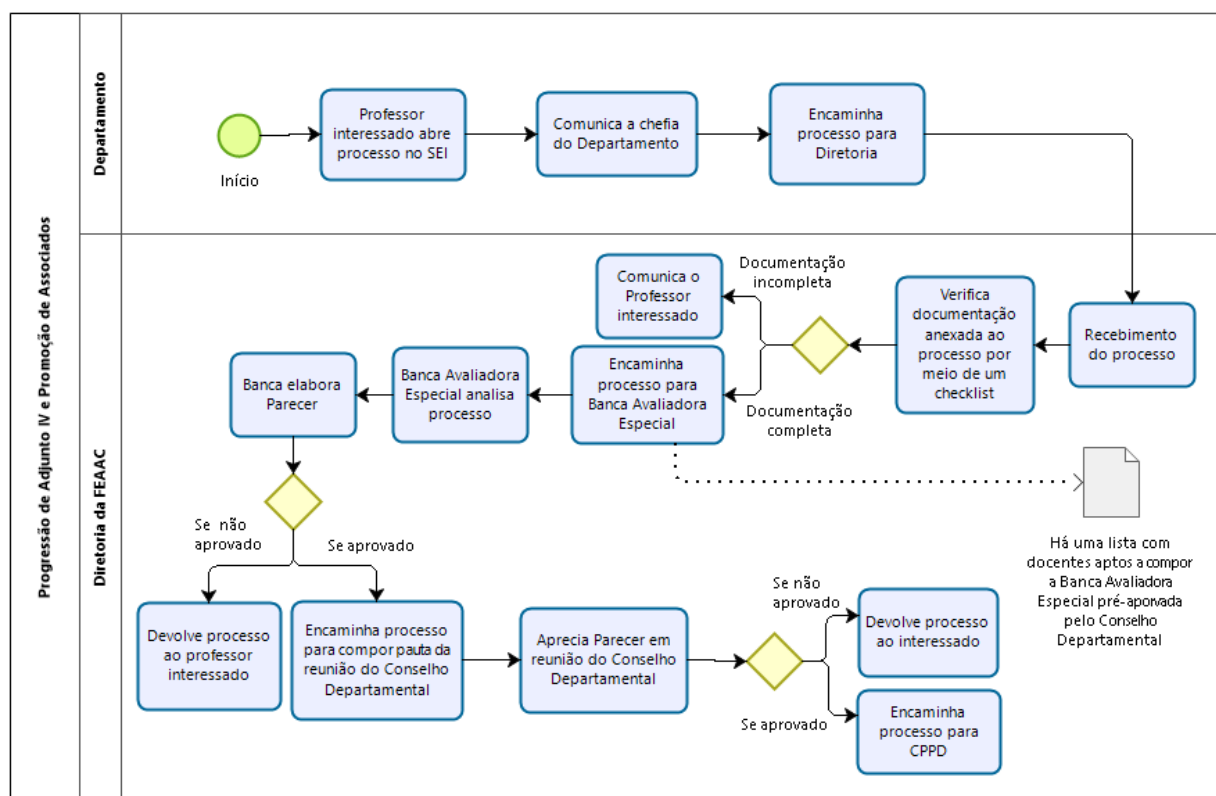 Progressão de Adjunto IV e Promoção de Associados
Departamento
Início
Professor
interessado abre
processo no SEI
Comunica a chefia
do Departamento
Encaminha
processo para
Diretoria
Diretoria da FEAAC
Recebimento
do processo
Verifica
documentação
anexada ao
processo por
meio de um
checklist
Documentação
incompleta
Comunica o
Professor
interessado
Documentação
completa
Encaminha
processo para
Banca Avaliadora
Especial
Há uma lista com
docentes aptos a compor
a Banca Avaliadora
Especial pré-aporvada
pelo Conselho
Departamental
Banca Avaliadora
Especial analisa
processo
Banca elabora
Parecer
Se não
aprovado
Devolve processo
ao professor
interessado
Se aprovado
Encaminha processo
para compor pauta da
reunião do Conselho
Departamental
Aprecia Parecer em
reunião do Conselho
Departamental
Se não
aprovado
Devolve processo
ao interessado
Se aprovado
Encaminha
processo para
CPPD